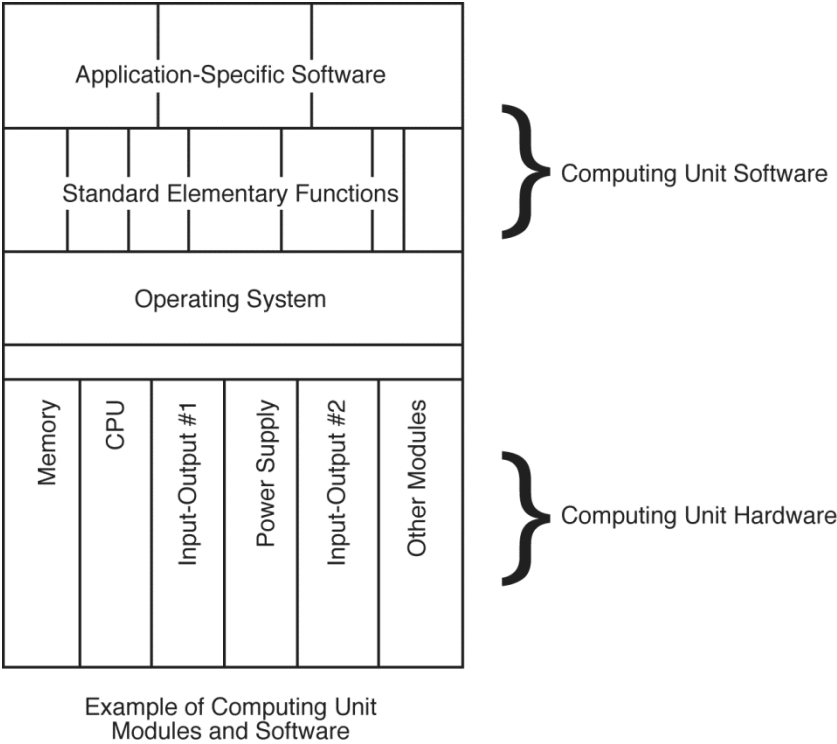 Application-Specific Software
Standard Elementary Functions
Computing Unit Software
Operating System
Memory
CPU
Input-Output #1
Power Supply
Input-Output #2
Other Modules
Computing Unit Hardware
Example of Computing Unit
Modules and Software